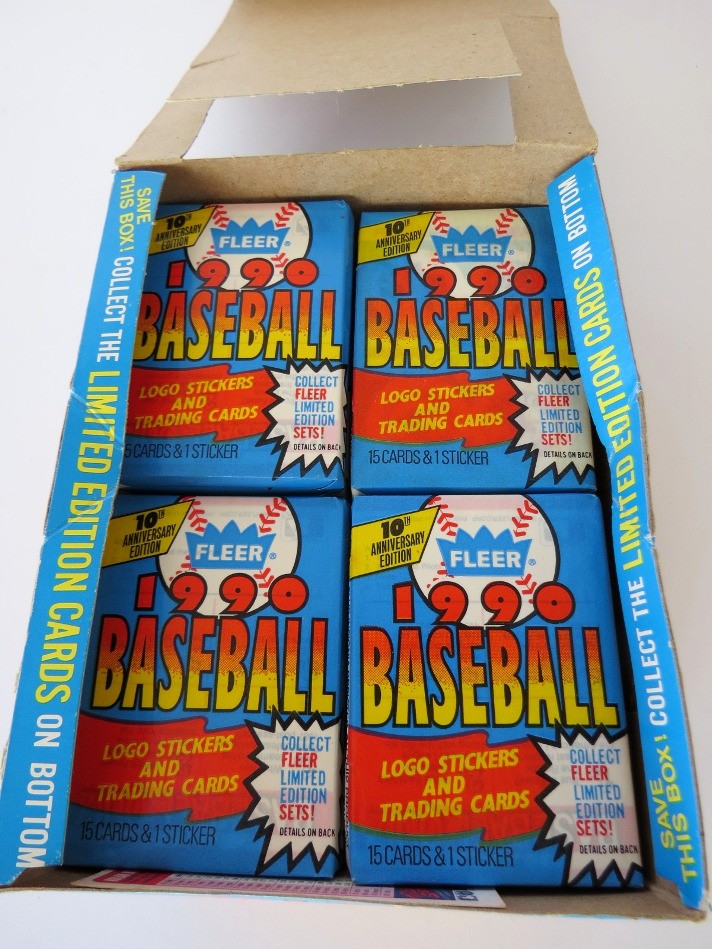 SAVE
THIS BOX! COLLECT THE LIMITED EDITION CARDS ON BOTTOM
10TH
ANNIVERSARY
EDITION
FLEER®
1990
BASEBALL
LOGO STICKERS
AND
TRADING CARDS
COLLECT
FLEER
LIMITED
EDITION
SETS!
DETAILS ON BACK
5 CARDS & 1 STICKER
10TH
ANNIVERSARY
EDITION
FLEER®
1990
BASEBALL
LOGO STICKERS
AND
TRADING CARDS
COLLECT
FLEER
LIMITED
EDITION
SETS!
DETAILS ON BACK
15 CARDS & 1 STICKER
10TH
ANNIVERSARY
EDITION
FLEER®
1990
BASEBALL
LOGO STICKERS
AND
TRADING CARDS
COLLECT
FLEER
LIMITED
EDITION
SETS!
DETAILS ON BACK
15 CARDS & 1 STICKER
10TH
ANNIVERSARY
EDITION
FLEER®
1990
BASEBALL
LOGO STICKERS
AND
TRADING CARDS
COLLECT
FLEER
LIMITED
EDITION
SETS!
DETAILS ON BACK
15 CARDS & 1 STICKER
SAVE
THIS BOX! COLLECT THE LIMITED EDITION CARDS ON BOTTOM!